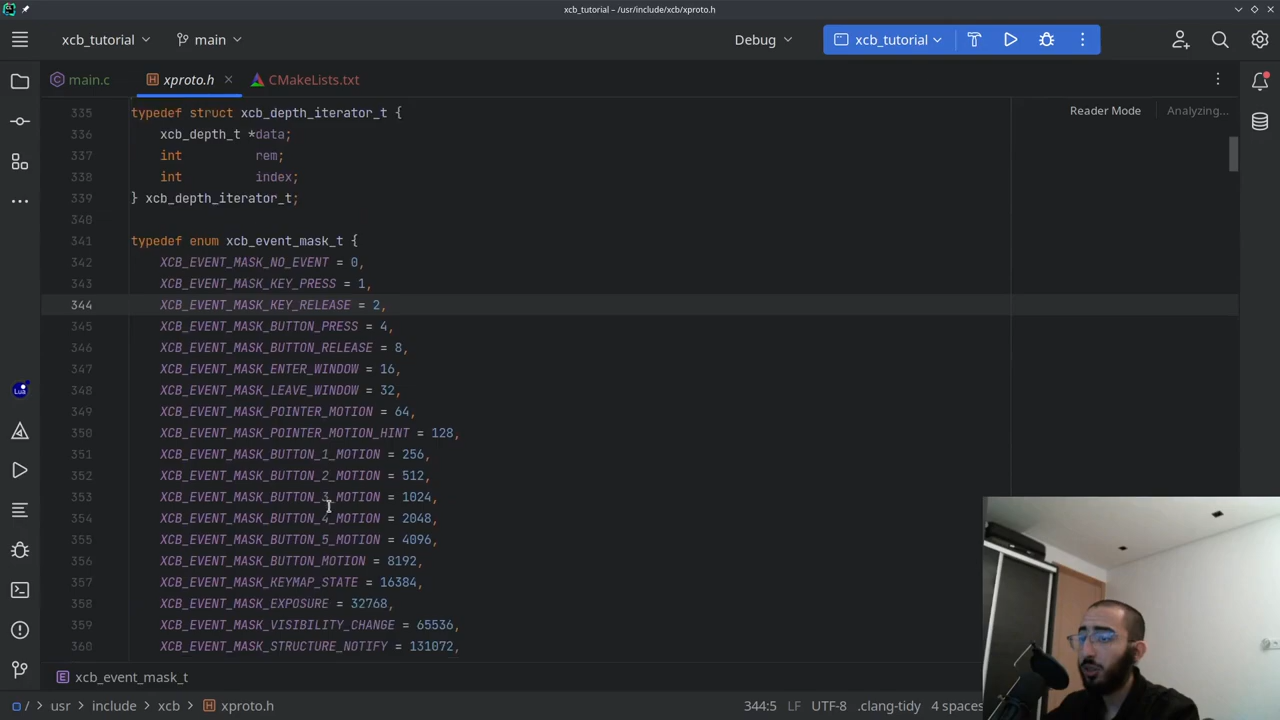 xcb_tutorial – /usr/include/xcb/xproto.h
xcb_tutorial
main
Debug
xcb_tutorial
main.c
xproto.h
CMakeLists.txt
Reader Mode
Analyzing...
335 typedef struct xcb_depth_iterator_t {
336 xcb_depth_t *data;
337 int rem;
338 int index;
339 } xcb_depth_iterator_t;
340
341 typedef enum xcb_event_mask_t {
342 XCB_EVENT_MASK_NO_EVENT = 0,
343 XCB_EVENT_MASK_KEY_PRESS = 1,
344 XCB_EVENT_MASK_KEY_RELEASE = 2,
345 XCB_EVENT_MASK_BUTTON_PRESS = 4,
346 XCB_EVENT_MASK_BUTTON_RELEASE = 8,
347 XCB_EVENT_MASK_ENTER_WINDOW = 16,
348 XCB_EVENT_MASK_LEAVE_WINDOW = 32,
349 XCB_EVENT_MASK_POINTER_MOTION = 64,
350 XCB_EVENT_MASK_POINTER_MOTION_HINT = 128,
351 XCB_EVENT_MASK_BUTTON_1_MOTION = 256,
352 XCB_EVENT_MASK_BUTTON_2_MOTION = 512,
353 XCB_EVENT_MASK_BUTTON_3_MOTION = 1024,
354 XCB_EVENT_MASK_BUTTON_4_MOTION = 2048,
355 XCB_EVENT_MASK_BUTTON_5_MOTION = 4096,
356 XCB_EVENT_MASK_BUTTON_MOTION = 8192,
357 XCB_EVENT_MASK_KEYMAP_STATE = 16384,
358 XCB_EVENT_MASK_EXPOSURE = 32768,
359 XCB_EVENT_MASK_VISIBILITY_CHANGE = 65536,
360 XCB_EVENT_MASK_STRUCTURE_NOTIFY = 131072,
Lua
E xcb_event_mask_t
/ usr include xcb xproto.h
344:5 LF UTF-8 .clang-tidy 4 spaces